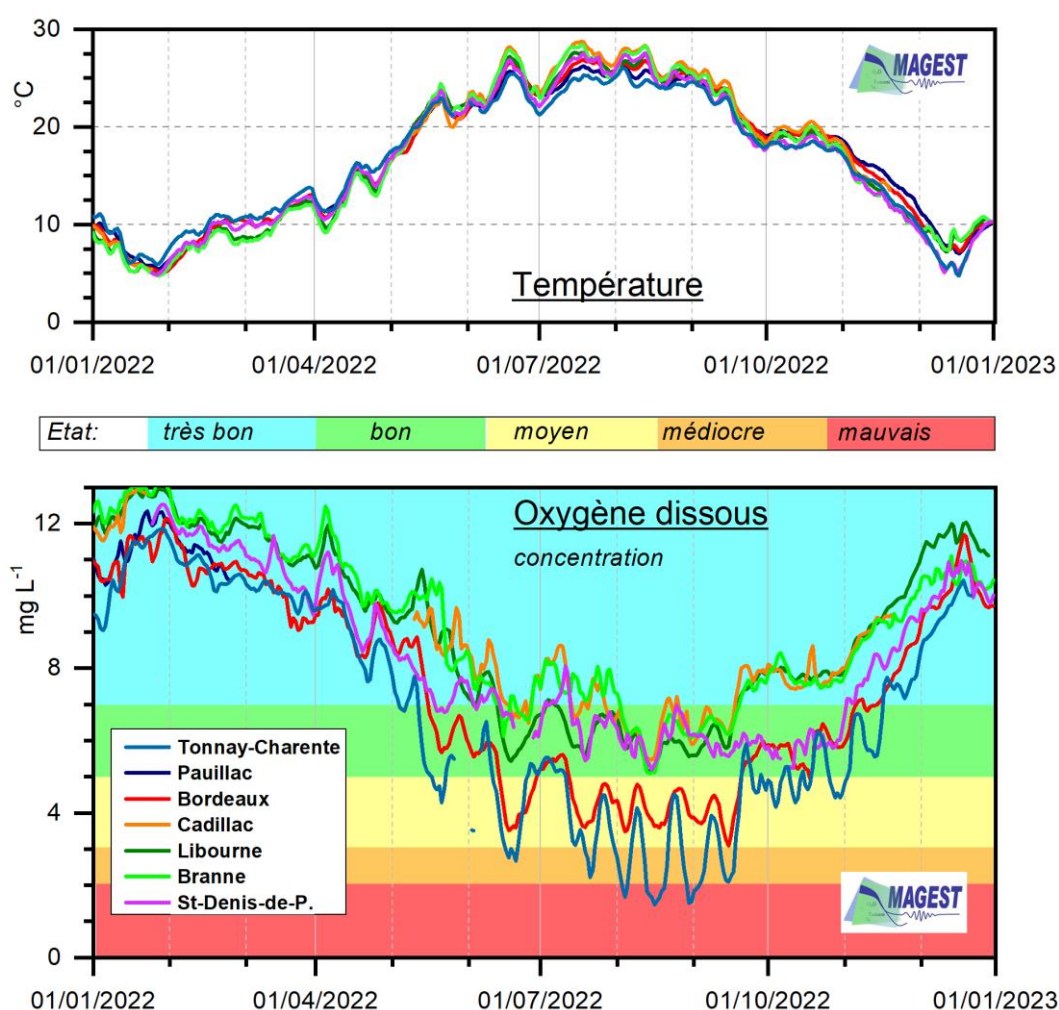 30
°C
MAGEST
20
10
Température
0
01/01/2022
01/04/2022
01/07/2022
01/10/2022
01/01/2023
Etat:
très bon
bon
moyen
médiocre
mauvais
12
Oxygène dissous
concentration
mg L⁻¹
8
Tonnay-Charente
Pauillac
Bordeaux
4
Cadillac
Libourne
Branne
St-Denis-de-P.
MAGEST
0
01/01/2022
01/04/2022
01/07/2022
01/10/2022
01/01/2023